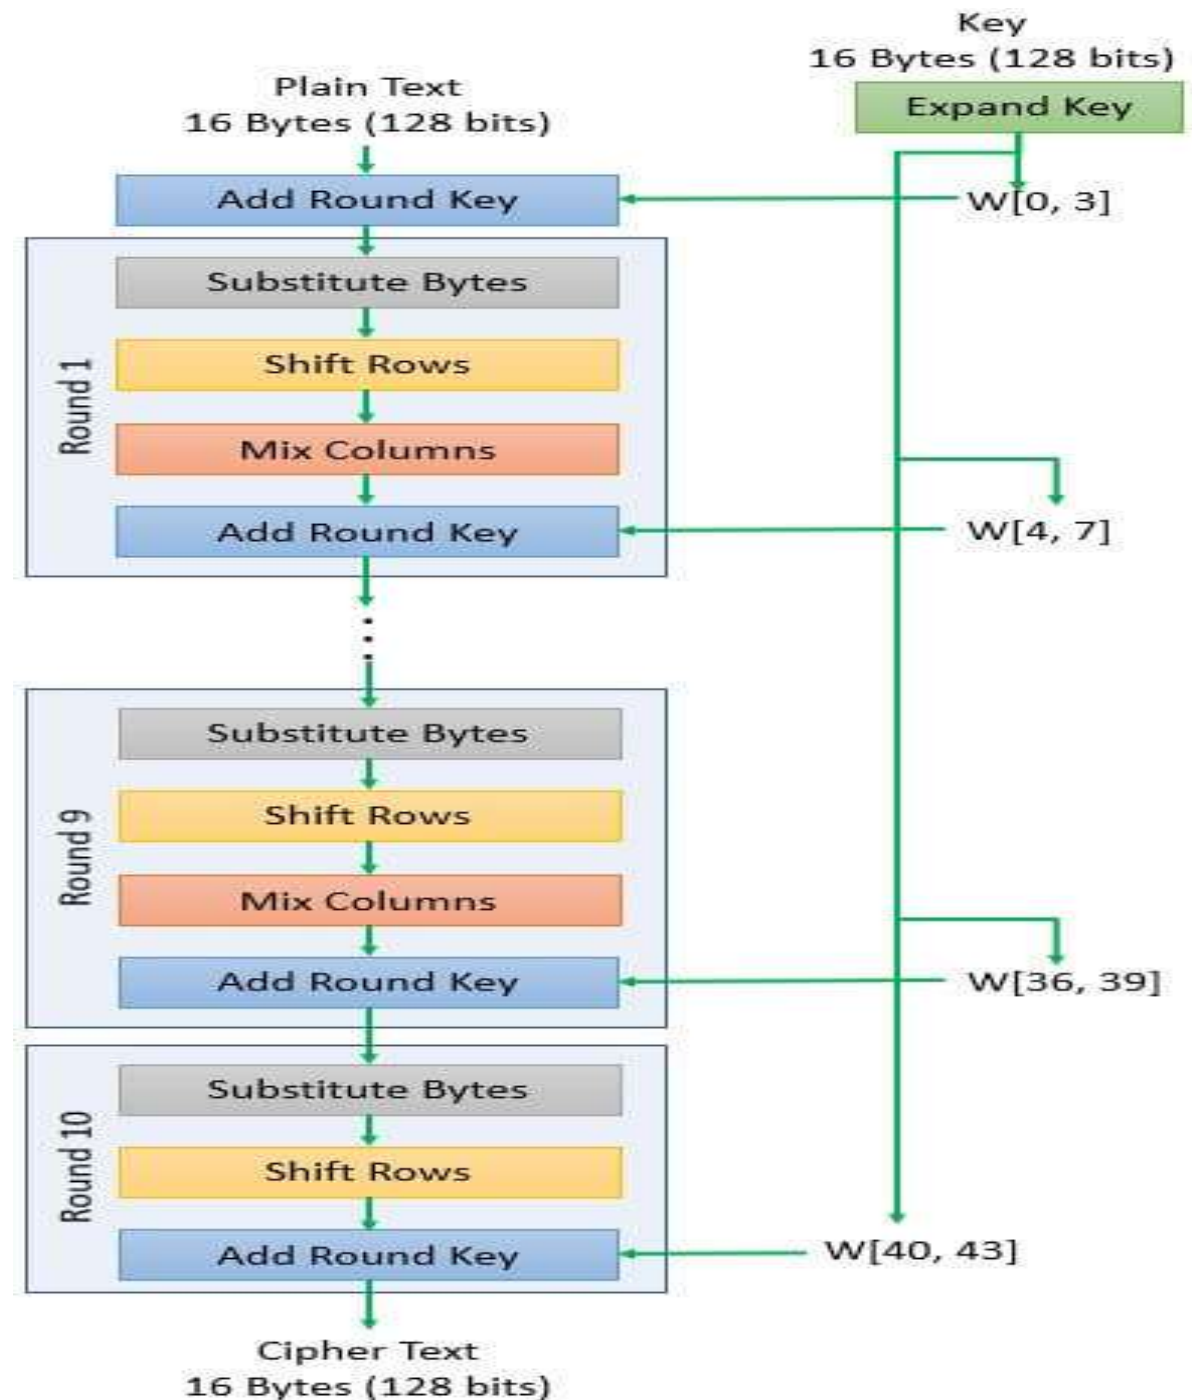 Key
16 Bytes (128 bits)
Expand Key
Plain Text
16 Bytes (128 bits)
Add Round Key
W[0, 3]
Round 1
Substitute Bytes
Shift Rows
Mix Columns
Add Round Key
W[4, 7]
Round 9
Substitute Bytes
Shift Rows
Mix Columns
Add Round Key
W[36, 39]
Round 10
Substitute Bytes
Shift Rows
Add Round Key
W[40, 43]
Cipher Text
16 Bytes (128 bits)